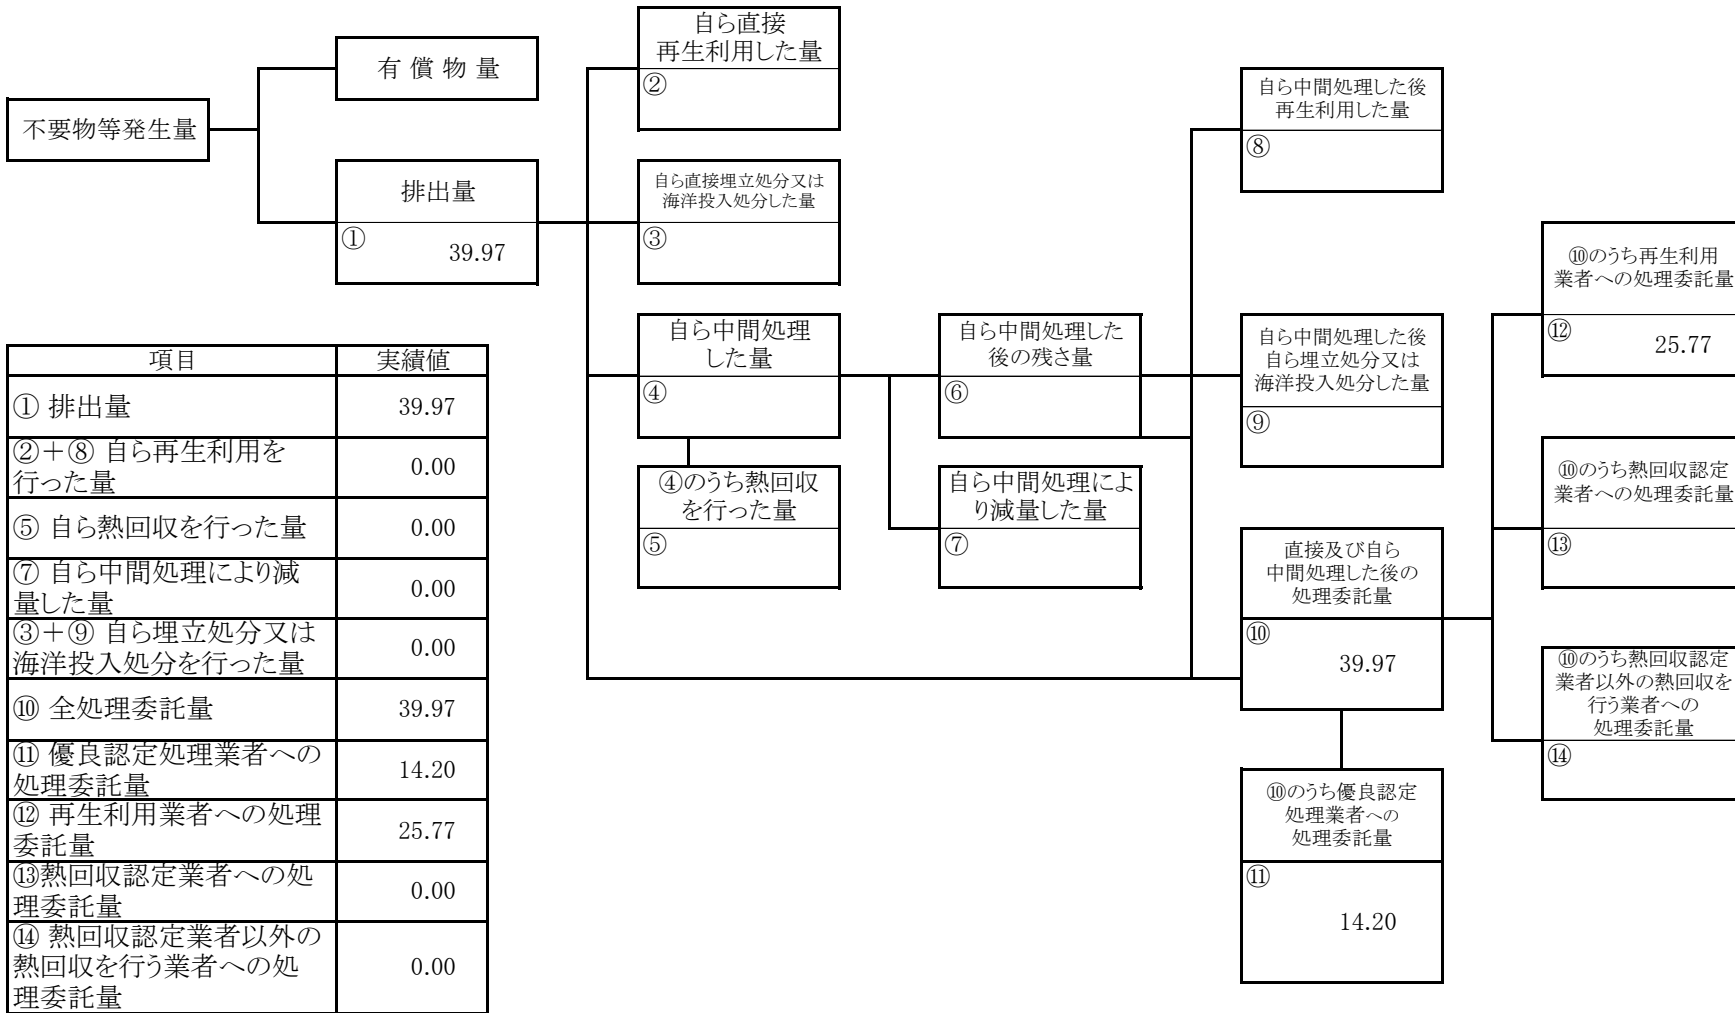 不要物等発生量
有 償 物 量
排出量
①
39.97
自ら直接
再生利用した量
②
自ら直接埋立処分又は
海洋投入処分した量
③
自ら中間処理
した量
④
④のうち熱回収
を行った量
⑤
自ら中間処理した
後の残さ量
⑥
自ら中間処理によ
り減量した量
⑦
自ら中間処理した後
再生利用した量
⑧
自ら中間処理した後
自ら埋立処分又は
海洋投入処分した量
⑨
直接及び自ら
中間処理した後の
処理委託量
⑩
39.97
⑩のうち優良認定
処理業者への
処理委託量
⑪
14.20
⑩のうち再生利用
業者への処理委託量
⑫
25.77
⑩のうち熱回収認定
業者への処理委託量
⑬
⑩のうち熱回収認定
業者以外の熱回収を
行う業者への
処理委託量
⑭
項目 実績値
① 排出量 39.97
②+⑧ 自ら再生利用を
行った量 0.00
⑤ 自ら熱回収を行った量 0.00
⑦ 自ら中間処理により減
量した量 0.00
③+⑨ 自ら埋立処分又は
海洋投入処分を行った量 0.00
⑩ 全処理委託量 39.97
⑪ 優良認定処理業者への
処理委託量 14.20
⑫ 再生利用業者への処理
委託量 25.77
⑬熱回収認定業者への処
理委託量 0.00
⑭ 熱回収認定業者以外の
熱回収を行う業者への処
理委託量 0.00